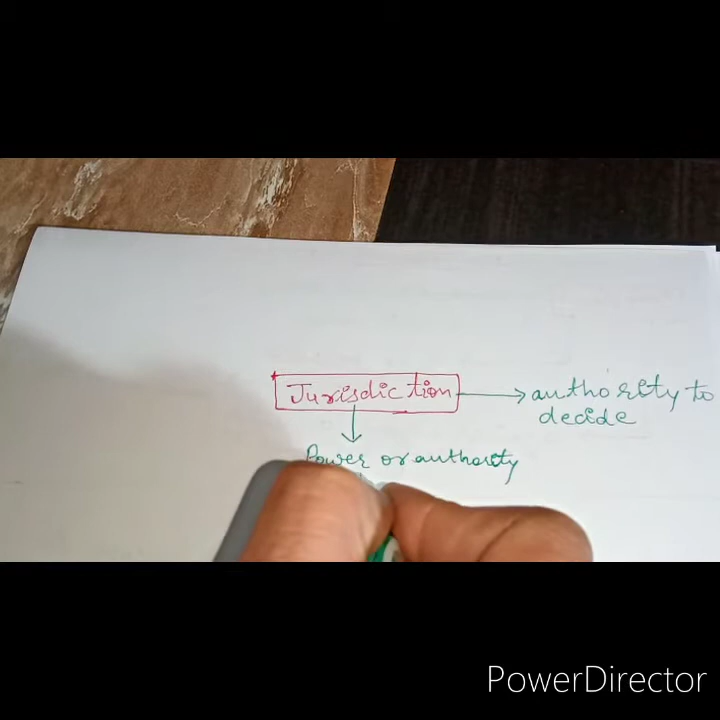 Jurisdiction
authority to
decide
Power or authority
PowerDirector